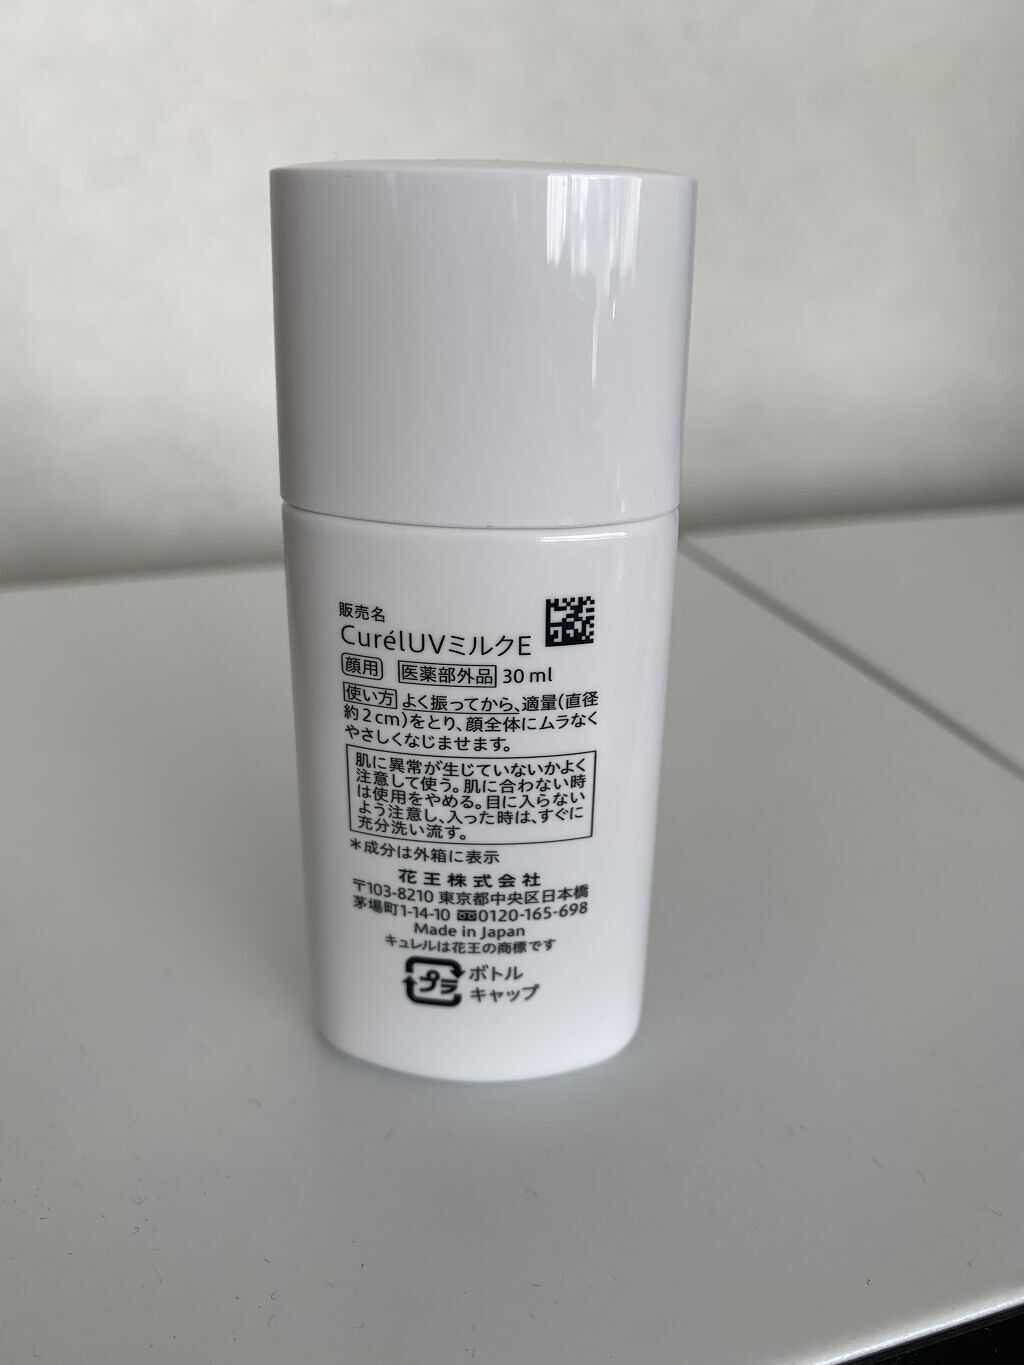 販売名
CurélUVミルクE
顔用 医薬部外品 30 ml
使い方 よく振ってから、適量(直径
約2cm)をとり、顔全体にムラなく
やさしくなじませます。
肌に異常が生じていないかよく
注意して使う。肌に合わない時
は使用をやめる。目に入らない
よう注意し、入った時は、すぐに
充分洗い流す。
*成分は外箱に表示
花王株式会社
〒103-8210 東京都中央区日本橋
茅場町1-14-10 0120-165-698
Made in Japan
キュレルは花王の商標です
プラ ボトル
キャップ